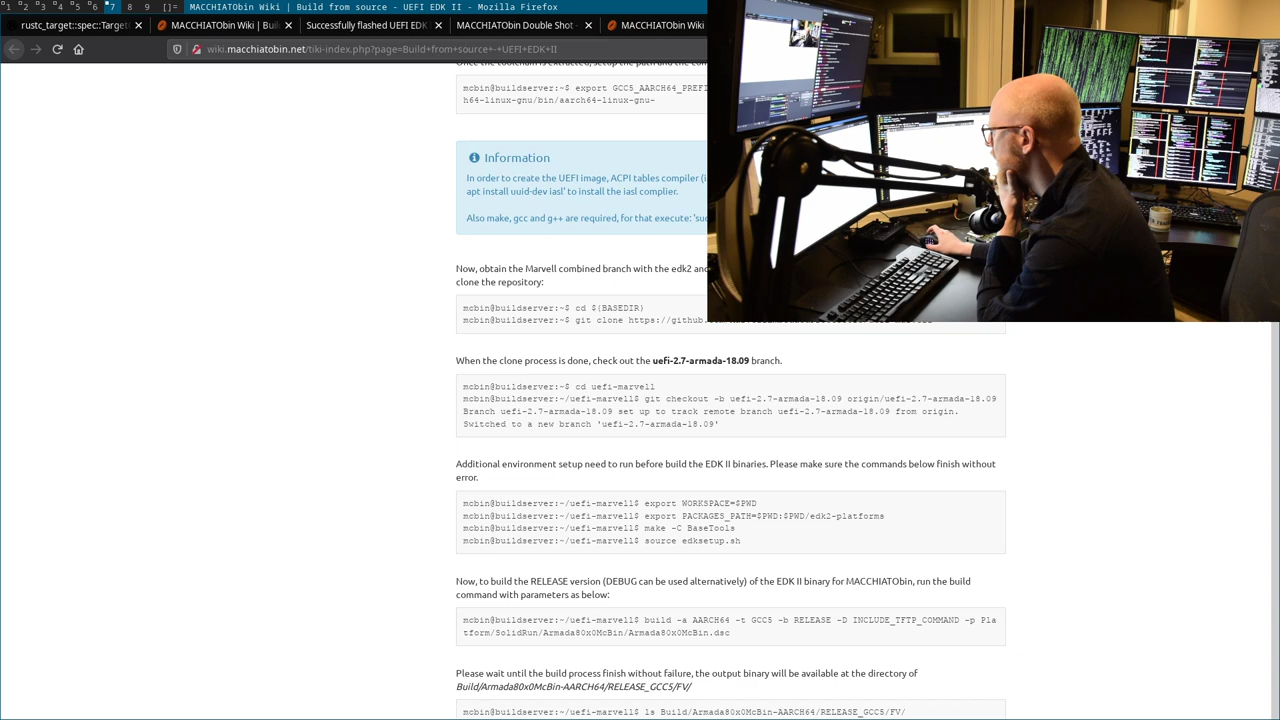 1 2 3 4 5 6 7 8 9 []= MACCHIATObin Wiki | Build from source - UEFI EDK II - Mozilla Firefox
rustc_target::spec::Target
MACCHIATObin Wiki | Buil
Successfully flashed UEFI EDK
MACCHIATObin Double Shot -
MACCHIATObin Wiki |
wiki.macchiatobin.net/tiki-index.php?page=Build+from+source+-+UEFI+EDK+II
mcbin@buildserver:~$ export GCC5_AARCH64_PREFI
h64-linux-gnu/bin/aarch64-linux-gnu-
Information
In order to create the UEFI image, ACPI tables compiler (i
apt install uuid-dev iasl' to install the iasl complier.
Also make, gcc and g++ are required, for that execute: 'suc
Now, obtain the Marvell combined branch with the edk2 and
clone the repository:
mcbin@buildserver:~$ cd ${BASEDIR}
mcbin@buildserver:~$ git clone https://github.
When the clone process is done, check out the uefi-2.7-armada-18.09 branch.
mcbin@buildserver:~$ cd uefi-marvell
mcbin@buildserver:~/uefi-marvell$ git checkout -b uefi-2.7-armada-18.09 origin/uefi-2.7-armada-18.09
Branch uefi-2.7-armada-18.09 set up to track remote branch uefi-2.7-armada-18.09 from origin.
Switched to a new branch 'uefi-2.7-armada-18.09'
Additional environment setup need to run before build the EDK II binaries. Please make sure the commands below finish without
error.
mcbin@buildserver:~/uefi-marvell$ export WORKSPACE=$PWD
mcbin@buildserver:~/uefi-marvell$ export PACKAGES_PATH=$PWD:$PWD/edk2-platforms
mcbin@buildserver:~/uefi-marvell$ make -C BaseTools
mcbin@buildserver:~/uefi-marvell$ source edksetup.sh
Now, to build the RELEASE version (DEBUG can be used alternatively) of the EDK II binary for MACCHIATObin, run the build
command with parameters as below:
mcbin@buildserver:~/uefi-marvell$ build -a AARCH64 -t GCC5 -b RELEASE -D INCLUDE_TFTP_COMMAND -p Pla
tform/SolidRun/Armada80x0McBin/Armada80x0McBin.dsc
Please wait until the build process finish without failure, the output binary will be available at the directory of
Build/Armada80x0McBin-AARCH64/RELEASE_GCC5/FV/
mcbin@buildserver:~/uefi-marvell$ ls Build/Armada80x0McBin-AARCH64/RELEASE_GCC5/FV/